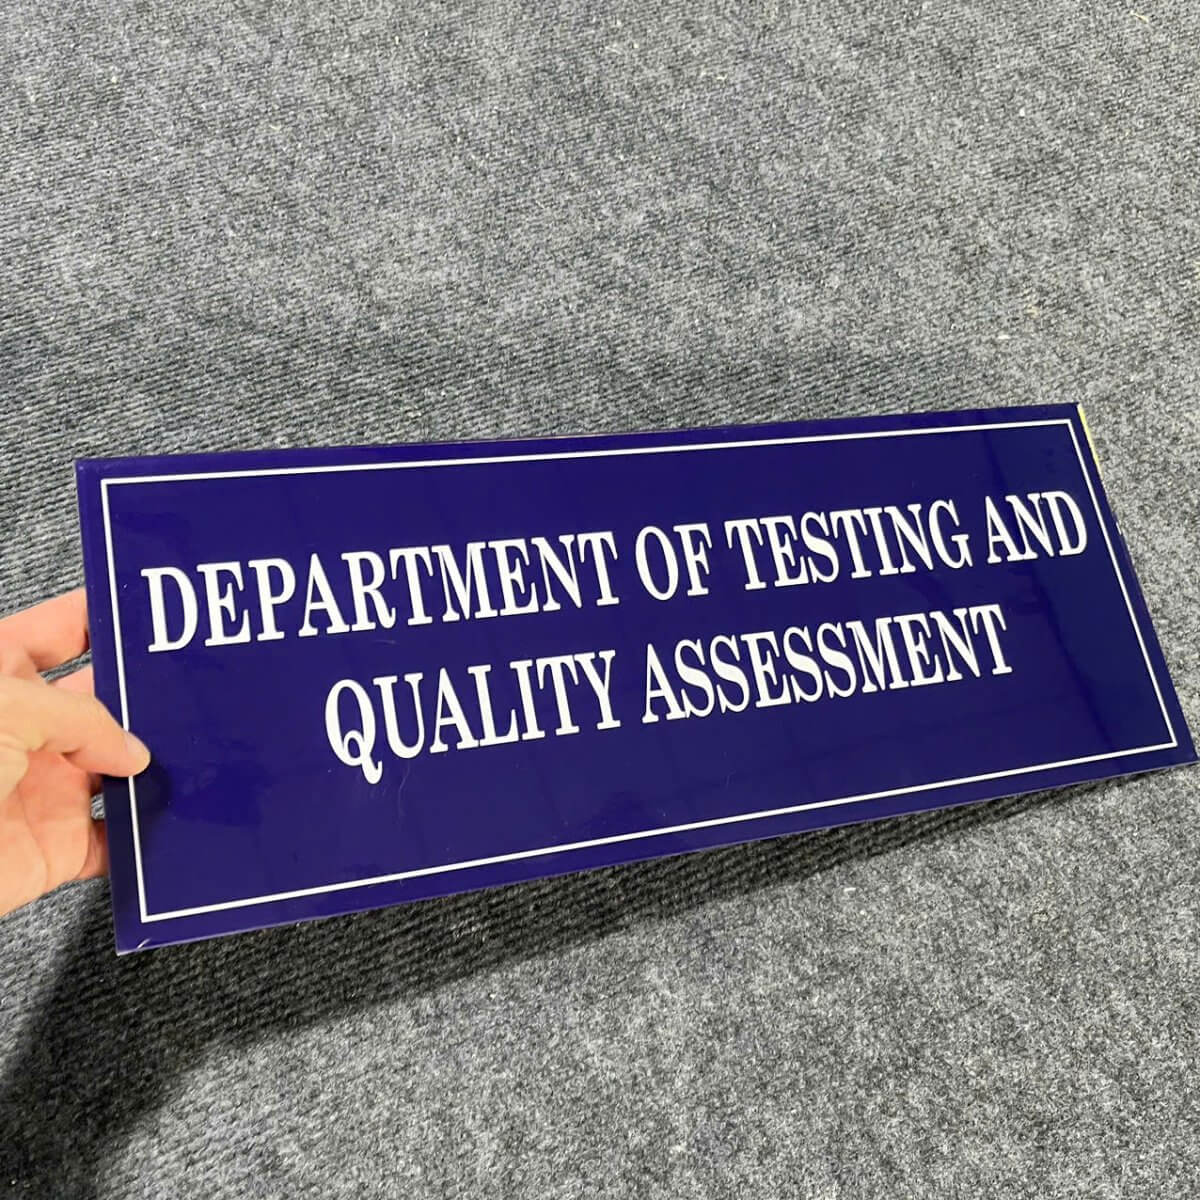 DEPARTMENT OF TESTING AND
QUALITY ASSESSMENT